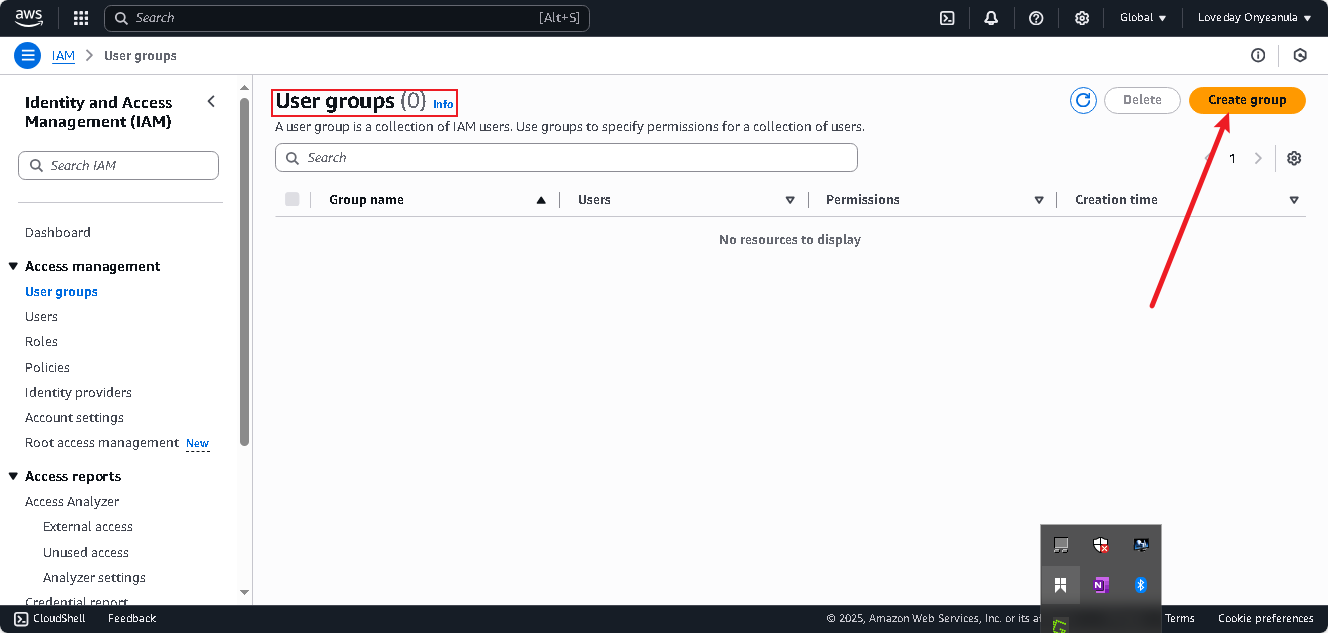 aws
Search [Alt+S]
Global
Loveday Onyeanula
IAM
User groups
Identity and Access
Management (IAM)
Search IAM
Dashboard
Access management
User groups
Users
Roles
Policies
Identity providers
Account settings
Root access management New
Access reports
Access Analyzer
External access
Unused access
Analyzer settings
Credential report
User groups (0) Info
Delete
Create group
A user group is a collection of IAM users. Use groups to specify permissions for a collection of users.
Search
1
Group name
Users
Permissions
Creation time
No resources to display
N
CloudShell
Feedback
© 2025, Amazon Web Services, Inc. or its
Terms
Cookie preferences